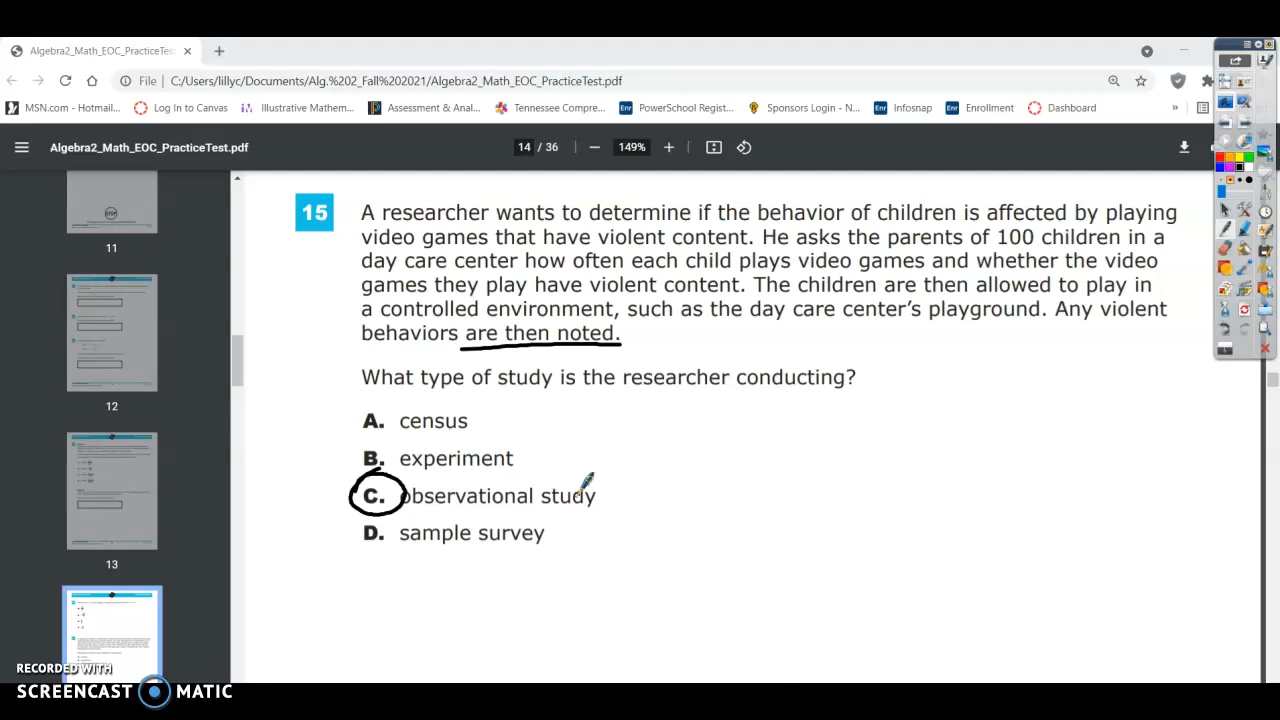 Algebra2_Math_EOC_PracticeTest
File
C:/Users/lillyc/Documents/Alg.%202_Fall%202021/Algebra2_Math_EOC_PracticeTest.pdf
MSN.com - Hotmail...
Log In to Canvas
Illustrative Mathem...
Assessment & Anal...
Tennessee Compre...
Enr
PowerSchool Regist...
Sponsors Login - N...
Enr
Infosnap
Enr
Enrollment
Dashboard
Algebra2_Math_EOC_PracticeTest.pdf
14 / 36
149%
STOP
11
12
13
15
A researcher wants to determine if the behavior of children is affected by playing
video games that have violent content. He asks the parents of 100 children in a
day care center how often each child plays video games and whether the video
games they play have violent content. The children are then allowed to play in
a controlled environment, such as the day care center's playground. Any violent
behaviors are then noted.
What type of study is the researcher conducting?
A. census
B. experiment
C. observational study
D. sample survey
RECORDED WITH
SCREENCAST MATIC